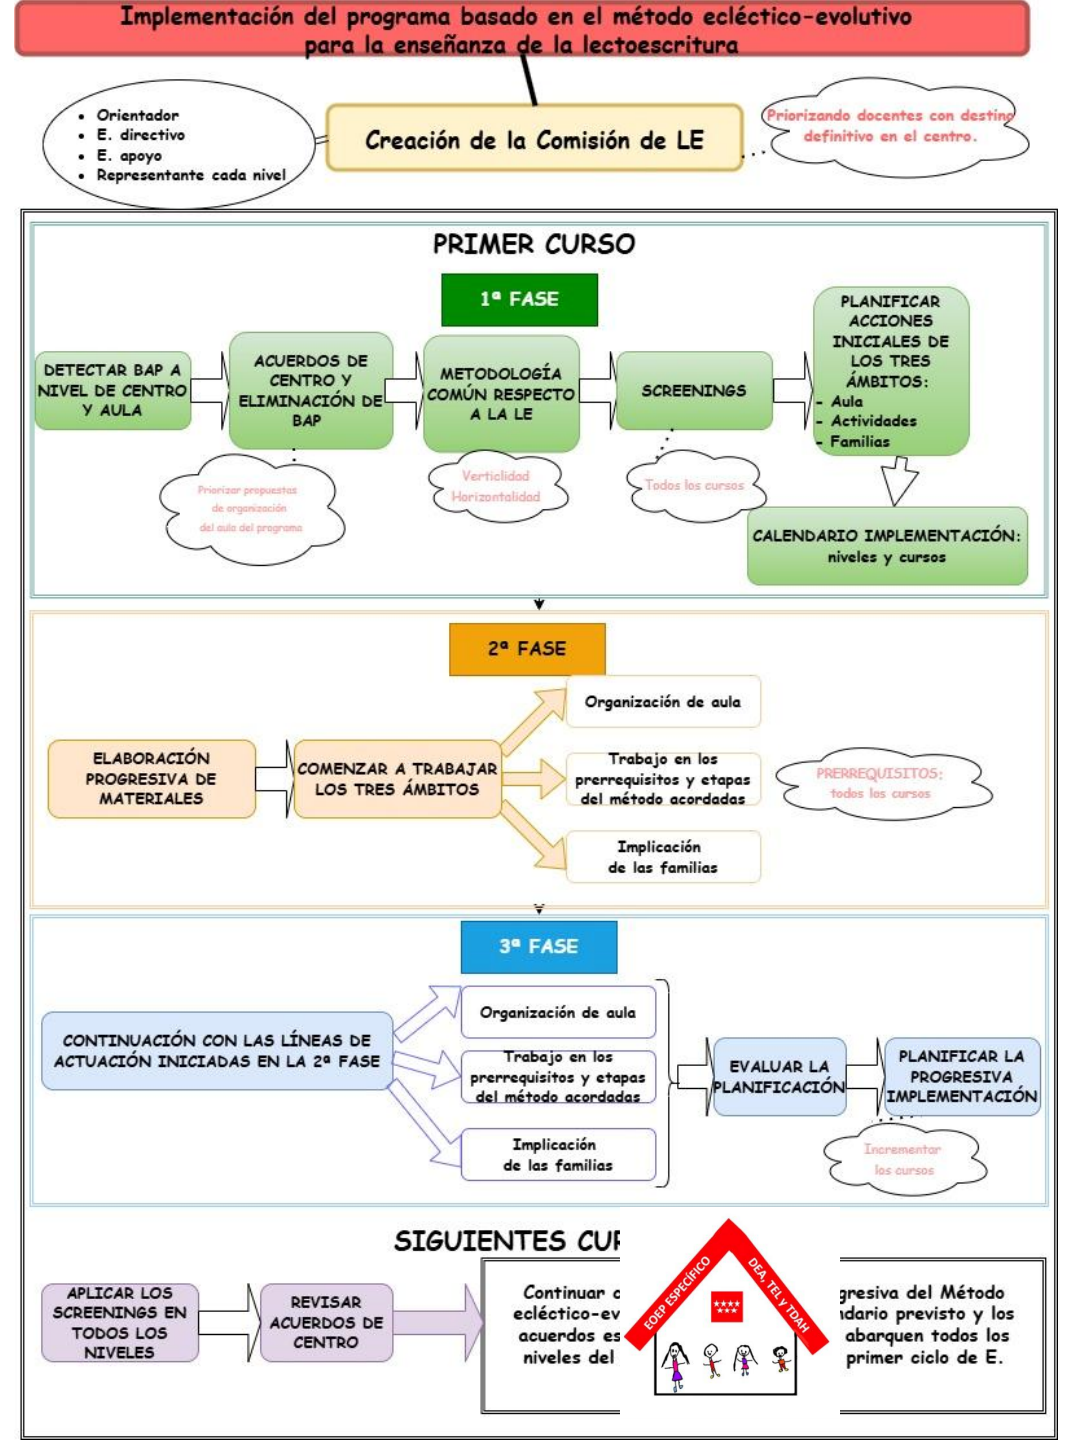 Implementación del programa basado en el método ecléctico-evolutivo
para la enseñanza de la lectoescritura
• Orientador
• E. directivo
• E. apoyo
• Representante cada nivel
Creación de la Comisión de LE
Priorizando docentes con destino
definitivo en el centro.
PRIMER CURSO
1ª FASE
DETECTAR BAP A
NIVEL DE CENTRO
Y AULA
ACUERDOS DE
CENTRO Y
ELIMINACIÓN DE
BAP
METODOLOGÍA
COMÚN RESPECTO
A LA LE
SCREENINGS
PLANIFICAR
ACCIONES
INICIALES DE
LOS TRES
ÁMBITOS:
- Aula
- Actividades
- Familias
Priorizar propuestas
de organización
del aula del programa
Verticlidad
Horizontalidad
Todos los cursos
CALENDARIO IMPLEMENTACIÓN:
niveles y cursos
2ª FASE
ELABORACIÓN
PROGRESIVA DE
MATERIALES
COMENZAR A TRABAJAR
LOS TRES ÁMBITOS
Organización de aula
Trabajo en los
prerrequisitos y etapas
del método acordadas
Implicación
de las familias
PRERREQUISITOS:
todos los cursos
3ª FASE
CONTINUACIÓN CON LAS LÍNEAS DE
ACTUACIÓN INICIADAS EN LA 2ª FASE
Organización de aula
Trabajo en los
prerrequisitos y etapas
del método acordadas
Implicación
de las familias
EVALUAR LA
PLANIFICACIÓN
PLANIFICAR LA
PROGRESIVA
IMPLEMENTACIÓN
Incrementar
los cursos
SIGUIENTES CUR
APLICAR LOS
SCREENINGS EN
TODOS LOS
NIVELES
REVISAR
ACUERDOS DE
CENTRO
Continuar gresiva del Método
ecléctico-ev ndario previsto y los
acuerdos es abarquen todos los
niveles del primer ciclo de E.
EOEP ESPECÍFICO
DEA, TEL y TDAH